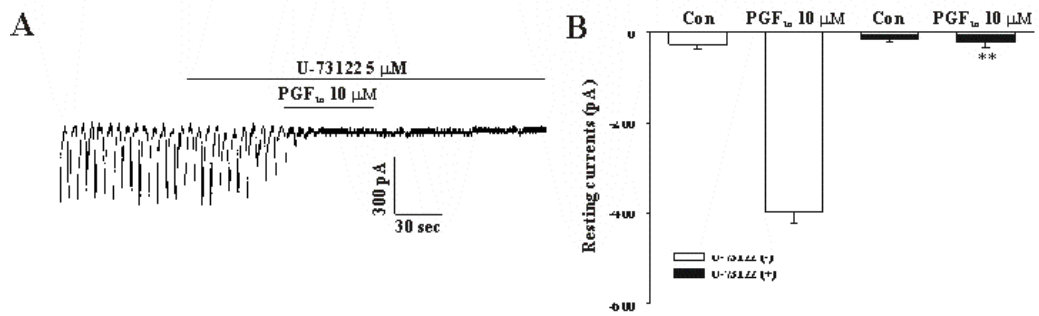 A
U-73122 5 μM
PGF₂α 10 μM
300 pA
30 sec
B
Con PGF₂α 10 μM Con PGF₂α 10 μM
Resting currents (pA)
0
-200
-400
-600
**
U-73122 (-)
U-73122 (+)